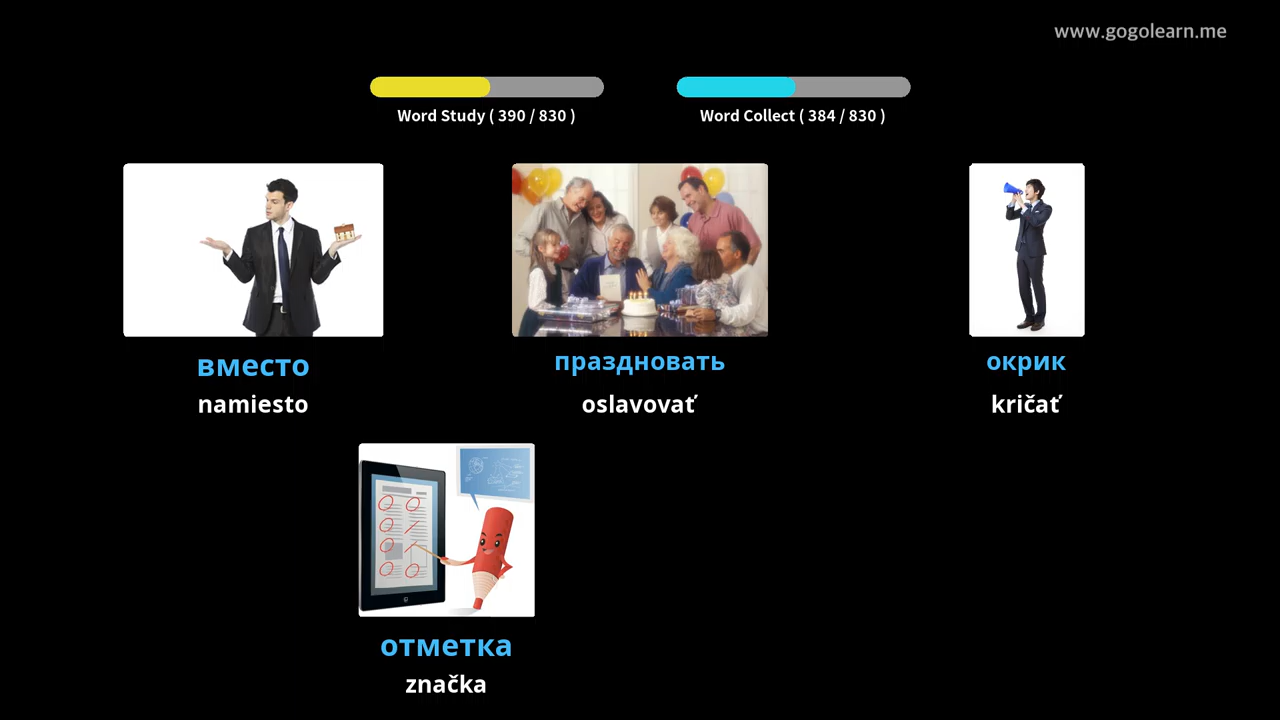 www.gogolearn.me
Word Study ( 390 / 830 )
Word Collect ( 384 / 830 )
вместо
праздновать
окрик
namiesto
oslavovať
kričať
отметка
značka